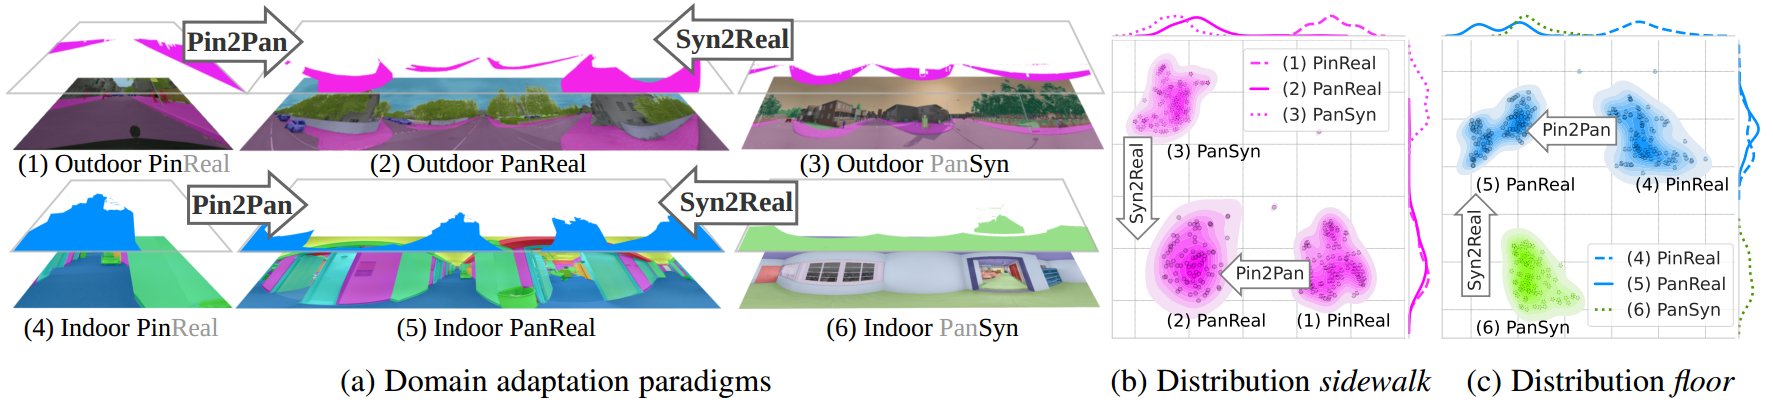 Pin2Pan
Syn2Real
(1) Outdoor PinReal
(2) Outdoor PanReal
(3) Outdoor PanSyn
Pin2Pan
Syn2Real
(4) Indoor PinReal
(5) Indoor PanReal
(6) Indoor PanSyn
(a) Domain adaptation paradigms
(1) PinReal
(2) PanReal
(3) PanSyn
(3) PanSyn
Syn2Real
Pin2Pan
(2) PanReal
(1) PinReal
(b) Distribution sidewalk
Pin2Pan
(5) PanReal
(4) PinReal
Syn2Real
(4) PinReal
(5) PanReal
(6) PanSyn
(6) PanSyn
(c) Distribution floor